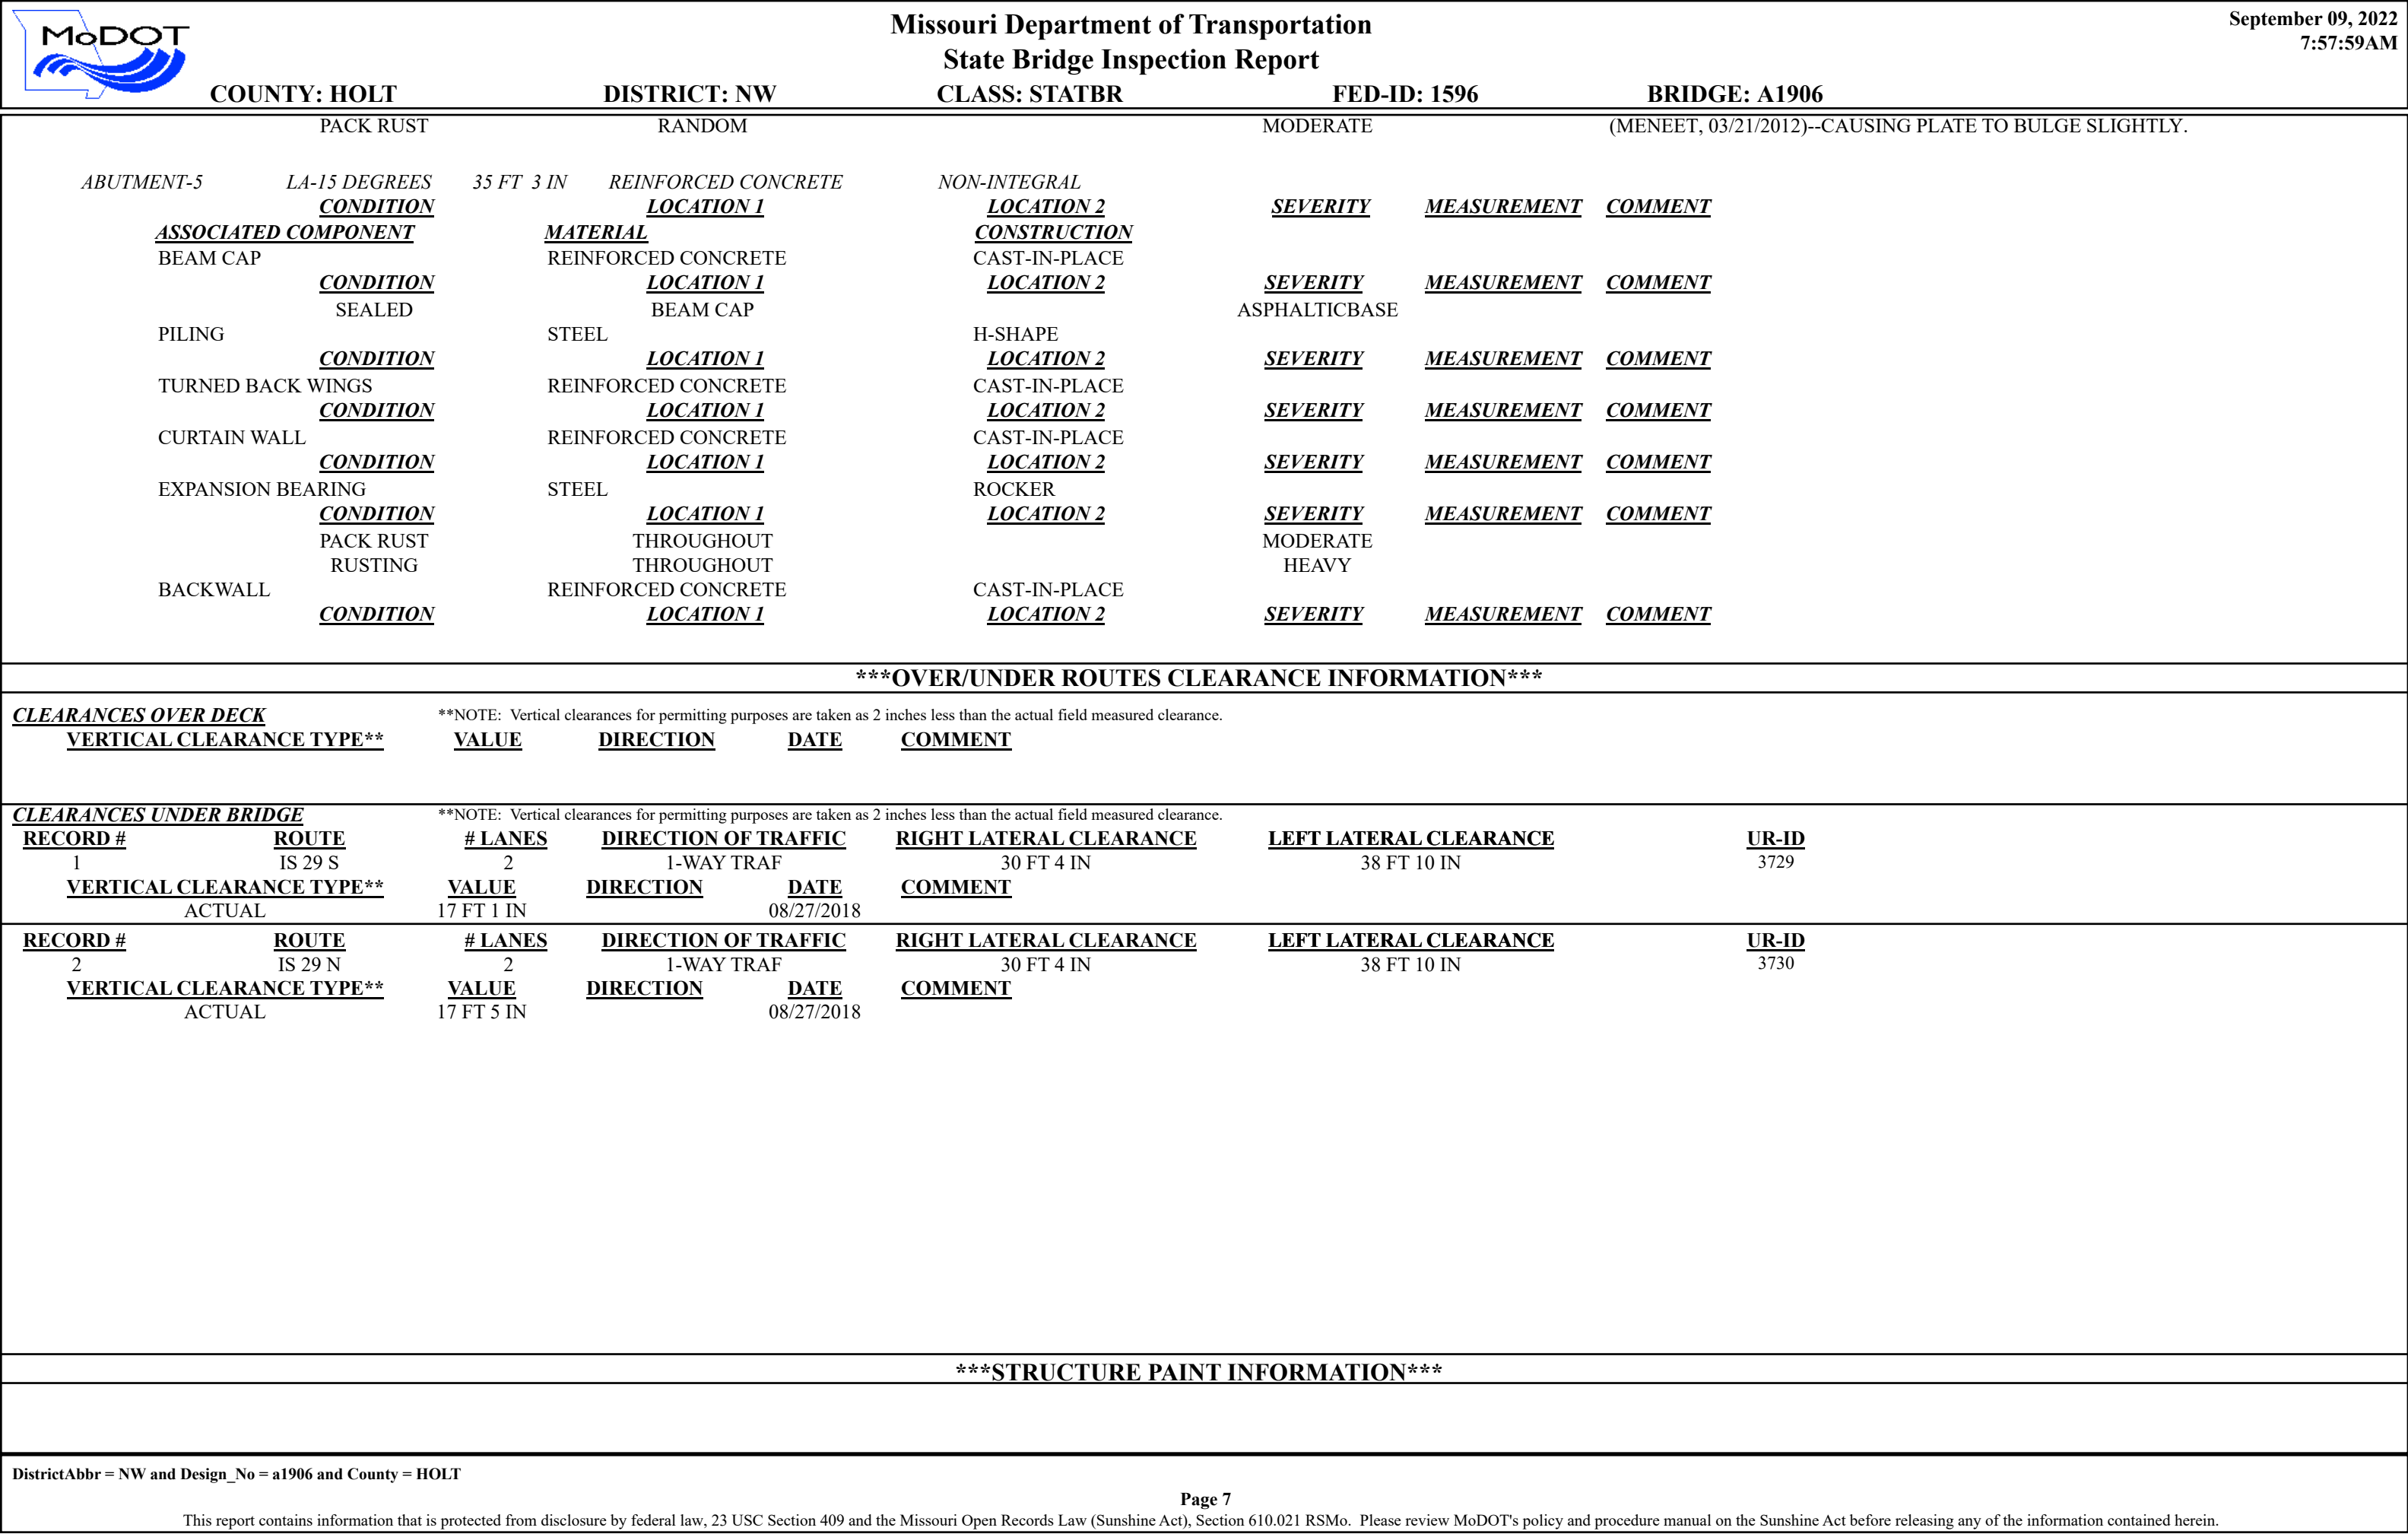 MoDOT
Missouri Department of Transportation
State Bridge Inspection Report
September 09, 2022
7:57:59AM
COUNTY: HOLT DISTRICT: NW CLASS: STATBR FED-ID: 1596 BRIDGE: A1906
PACK RUST RANDOM MODERATE (MENEET, 03/21/2012)--CAUSING PLATE TO BULGE SLIGHTLY.
ABUTMENT-5 LA-15 DEGREES 35 FT 3 IN REINFORCED CONCRETE NON-INTEGRAL
CONDITION LOCATION 1 LOCATION 2 SEVERITY MEASUREMENT COMMENT
ASSOCIATED COMPONENT MATERIAL CONSTRUCTION
BEAM CAP REINFORCED CONCRETE CAST-IN-PLACE
CONDITION LOCATION 1 LOCATION 2 SEVERITY MEASUREMENT COMMENT
SEALED BEAM CAP ASPHALTICBASE
PILING STEEL H-SHAPE
CONDITION LOCATION 1 LOCATION 2 SEVERITY MEASUREMENT COMMENT
TURNED BACK WINGS REINFORCED CONCRETE CAST-IN-PLACE
CONDITION LOCATION 1 LOCATION 2 SEVERITY MEASUREMENT COMMENT
CURTAIN WALL REINFORCED CONCRETE CAST-IN-PLACE
CONDITION LOCATION 1 LOCATION 2 SEVERITY MEASUREMENT COMMENT
EXPANSION BEARING STEEL ROCKER
CONDITION LOCATION 1 LOCATION 2 SEVERITY MEASUREMENT COMMENT
PACK RUST THROUGHOUT MODERATE
RUSTING THROUGHOUT HEAVY
BACKWALL REINFORCED CONCRETE CAST-IN-PLACE
CONDITION LOCATION 1 LOCATION 2 SEVERITY MEASUREMENT COMMENT
***OVER/UNDER ROUTES CLEARANCE INFORMATION***
CLEARANCES OVER DECK **NOTE: Vertical clearances for permitting purposes are taken as 2 inches less than the actual field measured clearance.
VERTICAL CLEARANCE TYPE** VALUE DIRECTION DATE COMMENT
CLEARANCES UNDER BRIDGE **NOTE: Vertical clearances for permitting purposes are taken as 2 inches less than the actual field measured clearance.
RECORD # ROUTE # LANES DIRECTION OF TRAFFIC RIGHT LATERAL CLEARANCE LEFT LATERAL CLEARANCE UR-ID
1 IS 29 S 2 1-WAY TRAF 30 FT 4 IN 38 FT 10 IN 3729
VERTICAL CLEARANCE TYPE** VALUE DIRECTION DATE COMMENT
ACTUAL 17 FT 1 IN 08/27/2018
RECORD # ROUTE # LANES DIRECTION OF TRAFFIC RIGHT LATERAL CLEARANCE LEFT LATERAL CLEARANCE UR-ID
2 IS 29 N 2 1-WAY TRAF 30 FT 4 IN 38 FT 10 IN 3730
VERTICAL CLEARANCE TYPE** VALUE DIRECTION DATE COMMENT
ACTUAL 17 FT 5 IN 08/27/2018
***STRUCTURE PAINT INFORMATION***
DistrictAbbr = NW and Design_No = a1906 and County = HOLT
Page 7
This report contains information that is protected from disclosure by federal law, 23 USC Section 409 and the Missouri Open Records Law (Sunshine Act), Section 610.021 RSMo. Please review MoDOT's policy and procedure manual on the Sunshine Act before releasing any of the information contained herein.